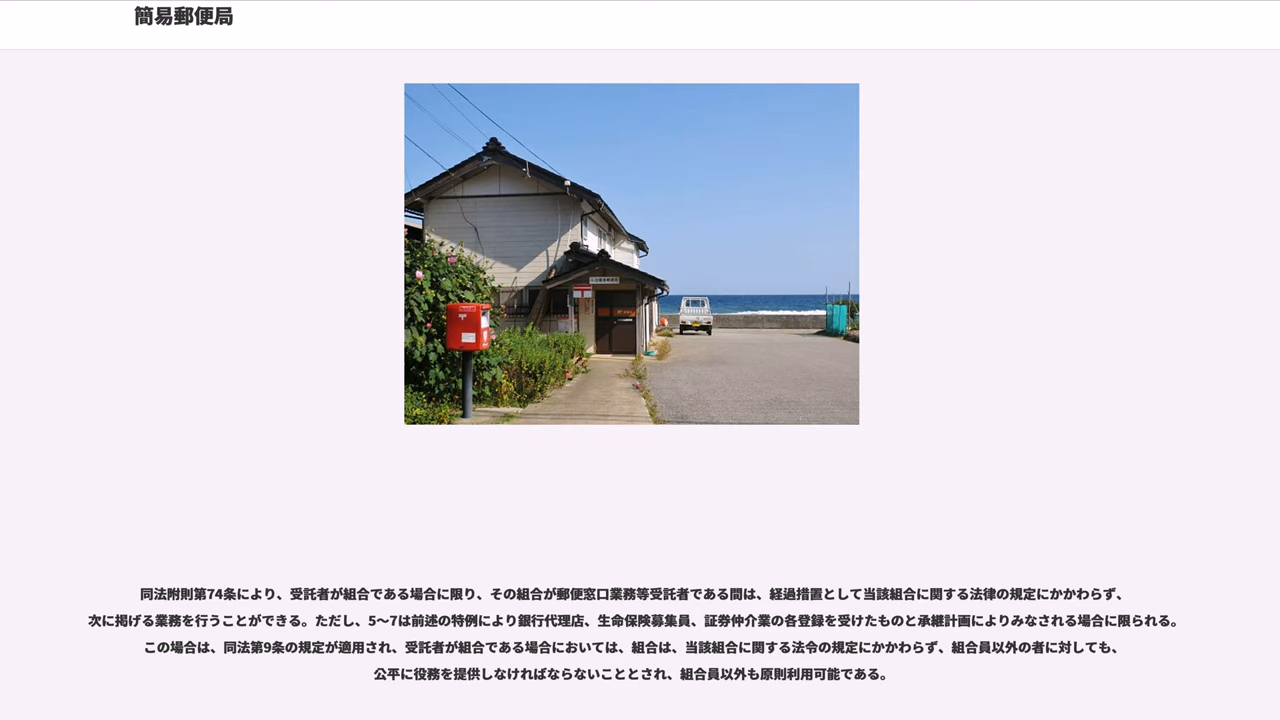 簡易郵便局
同法附則第74条により、受託者が組合である場合に限り、その組合が郵便窓口業務等受託者である間は、経過措置として当該組合に関する法律の規定にかかわらず、
次に掲げる業務を行うことができる。ただし、5〜7は前述の特例により銀行代理店、生命保険募集員、証券仲介業の各登録を受けたものと承継計画によりみなされる場合に限られる。
この場合は、同法第9条の規定が適用され、受託者が組合である場合においては、組合は、当該組合に関する法令の規定にかかわらず、組合員以外の者に対しても、
公平に役務を提供しなければならないこととされ、組合員以外も原則利用可能である。